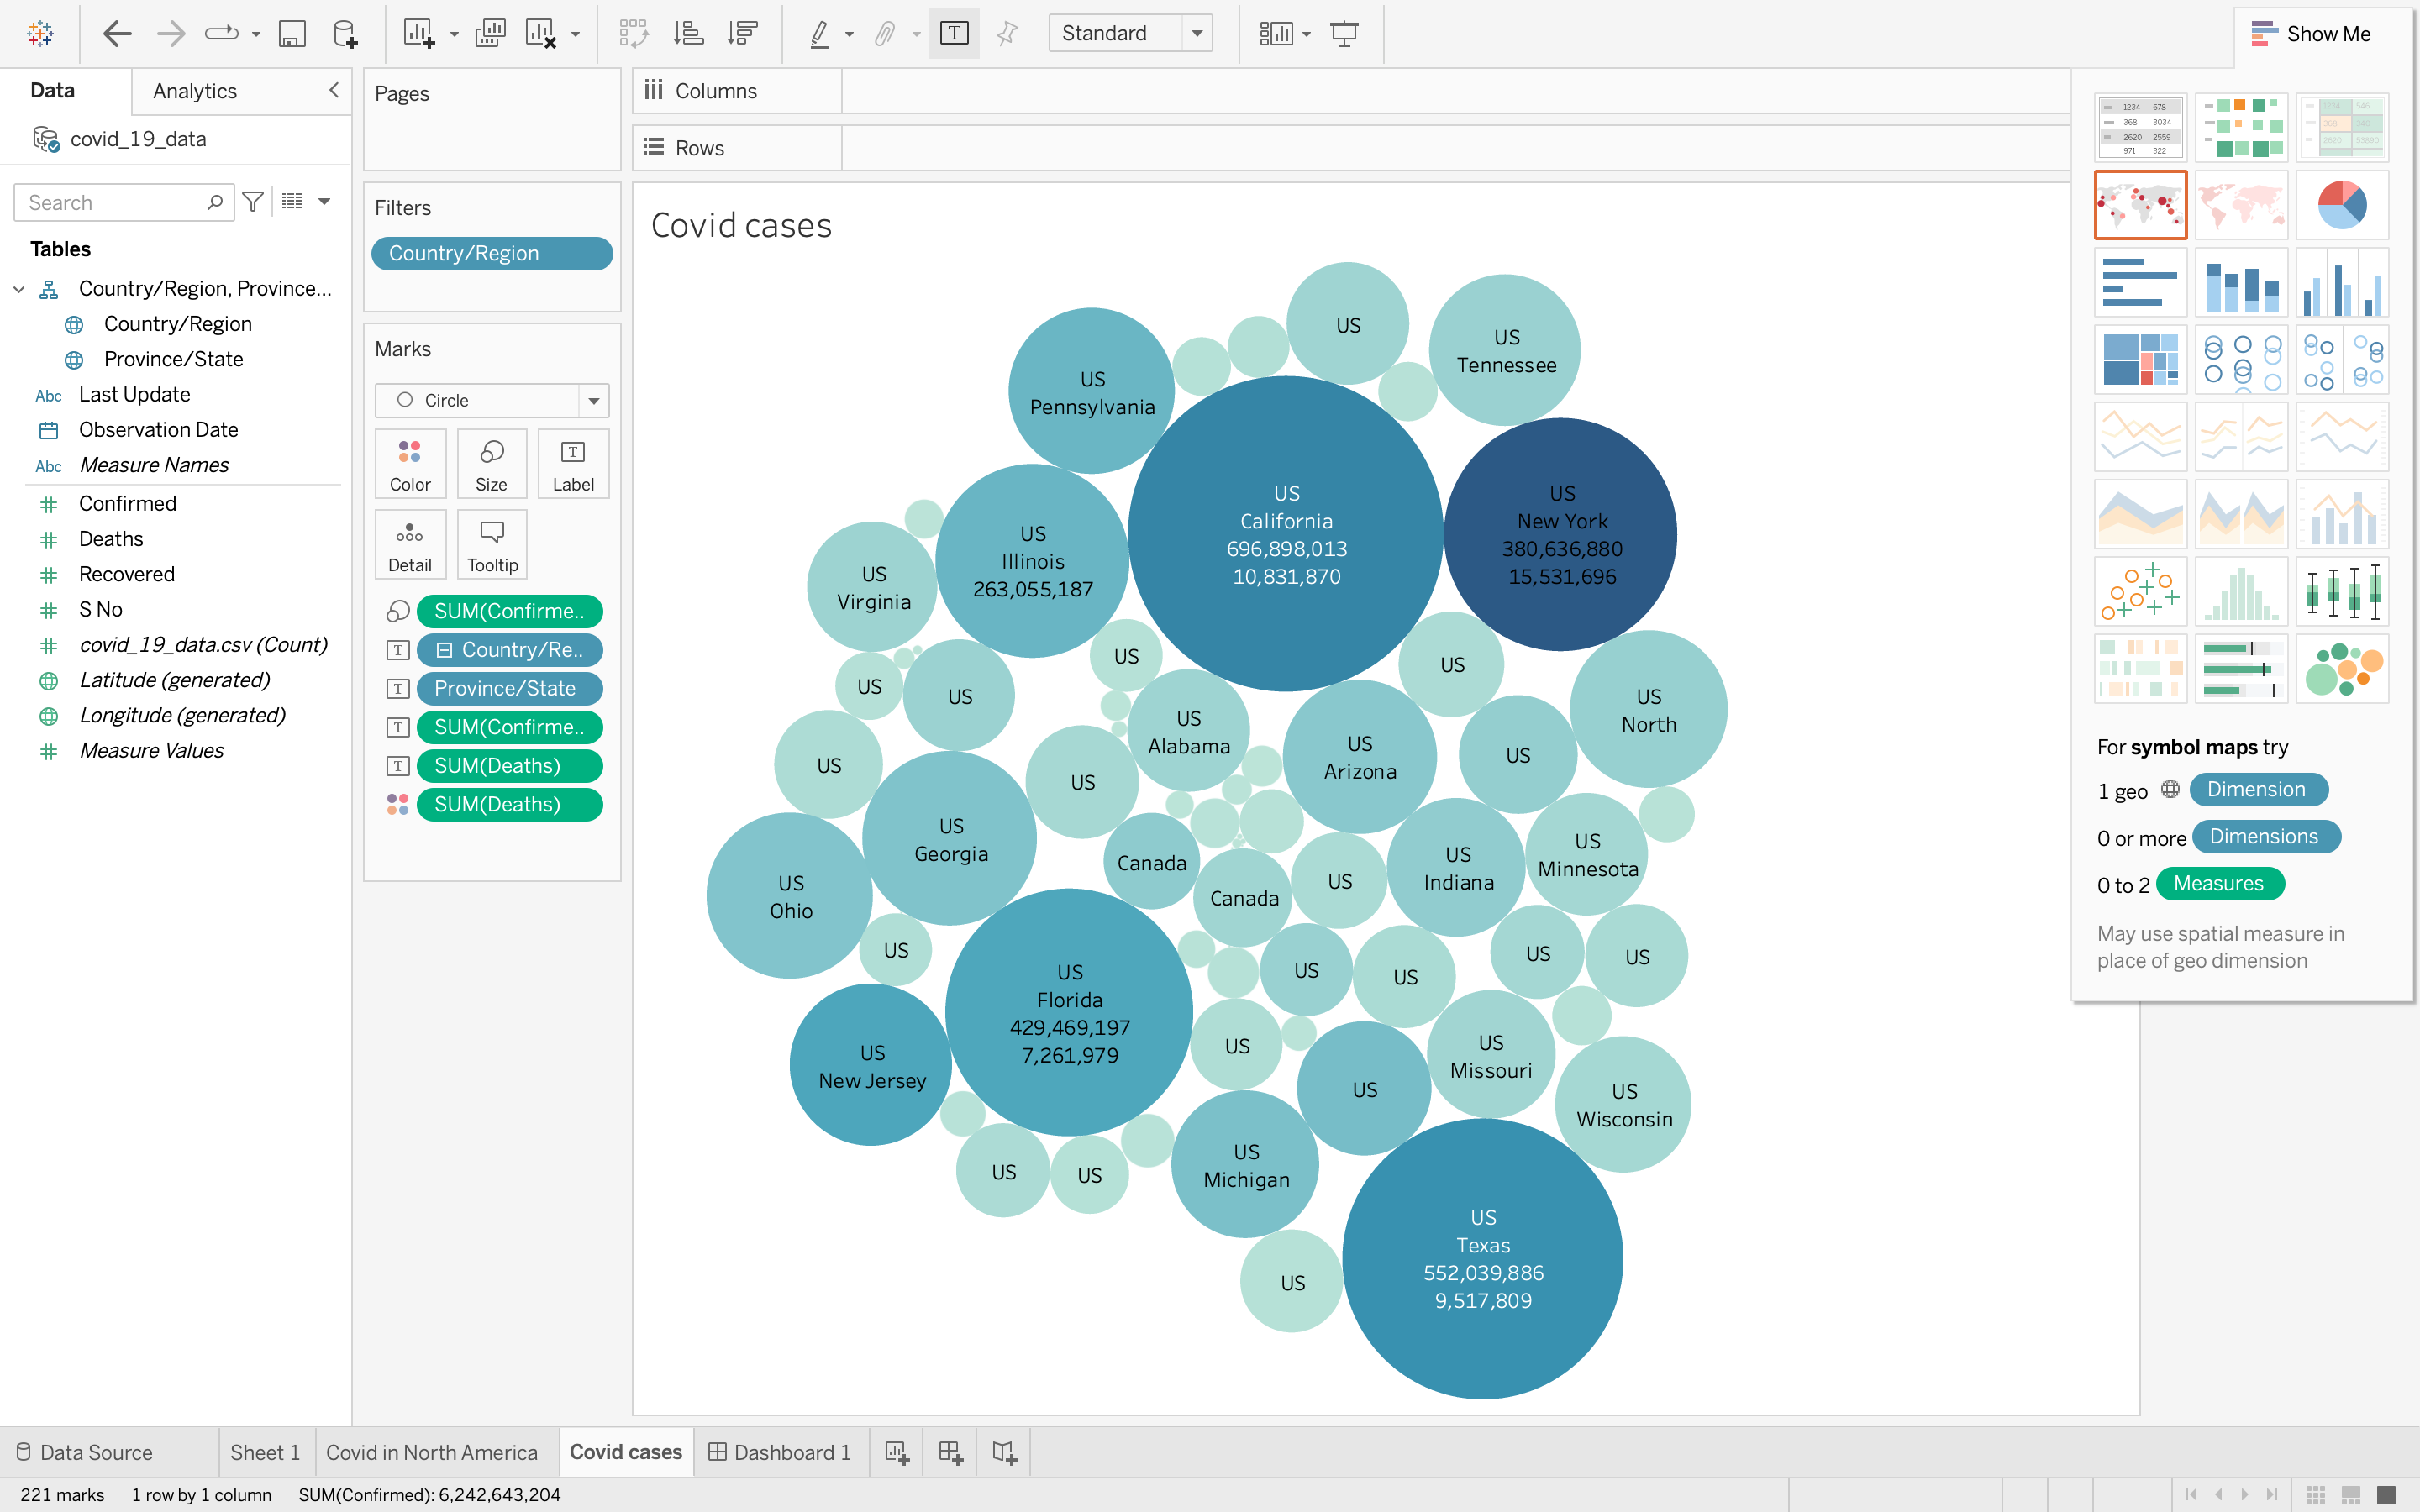 Standard
Show Me
Data
Analytics
covid_19_data
Search
Tables
Country/Region, Province...
Country/Region
Province/State
Abc Last Update
Observation Date
Abc Measure Names
Confirmed
Deaths
Recovered
S No
covid_19_data.csv (Count)
Latitude (generated)
Longitude (generated)
Measure Values
Pages
Filters
Country/Region
Marks
Circle
Color
Size
Label
Detail
Tooltip
SUM(Confirme..
Country/Re..
Province/State
SUM(Confirme..
SUM(Deaths)
SUM(Deaths)
Columns
Rows
Covid cases
US
US
Tennessee
US
Pennsylvania
US
California
696,898,013
10,831,870
US
New York
380,636,880
15,531,696
US
Illinois
263,055,187
US
Virginia
US
US
US
US
US
North
US
Alabama
US
Arizona
US
US
US
US
Georgia
Canada
US
Minnesota
US
Indiana
US
Ohio
Canada
US
US
US
US
US
US
US
Florida
429,469,197
7,261,979
US
New Jersey
US
US
Missouri
US
US
Wisconsin
US
US
US
Michigan
US
US
Texas
552,039,886
9,517,809
1234 678
368 3034
2620 2559
971 322
For symbol maps try
1 geo Dimension
0 or more Dimensions
0 to 2 Measures
May use spatial measure in
place of geo dimension
Data Source
Sheet 1
Covid in North America
Covid cases
Dashboard 1
221 marks
1 row by 1 column
SUM(Confirmed): 6,242,643,204